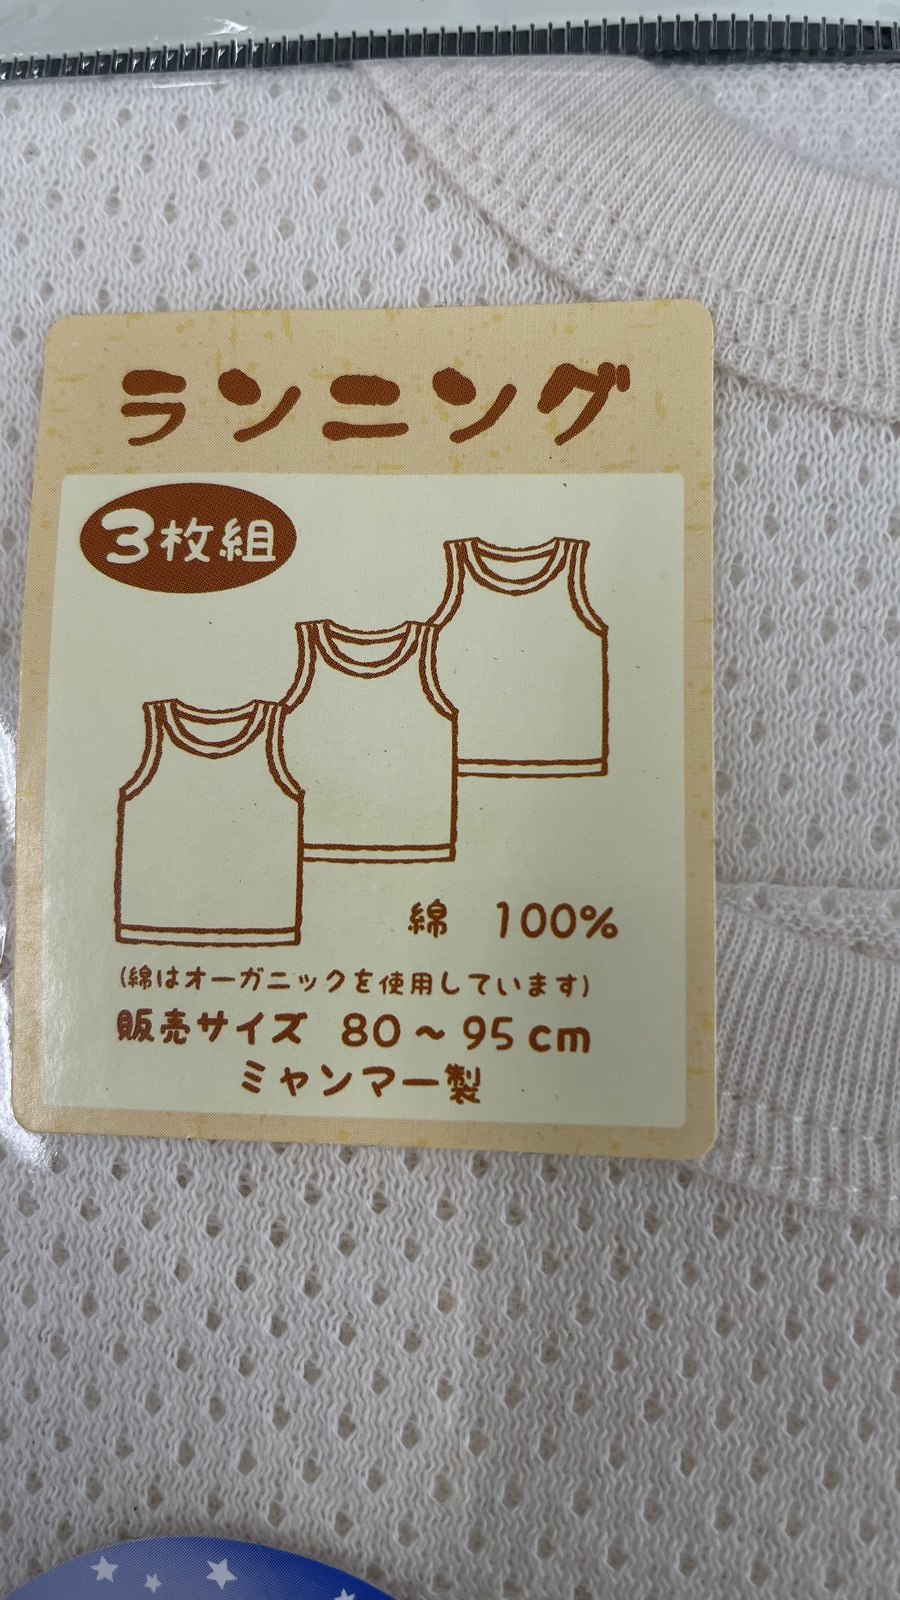 ランニング
3枚組
綿 100%
(綿はオーガニックを使用しています)
販売サイズ 80～95cm
ミャンマー製